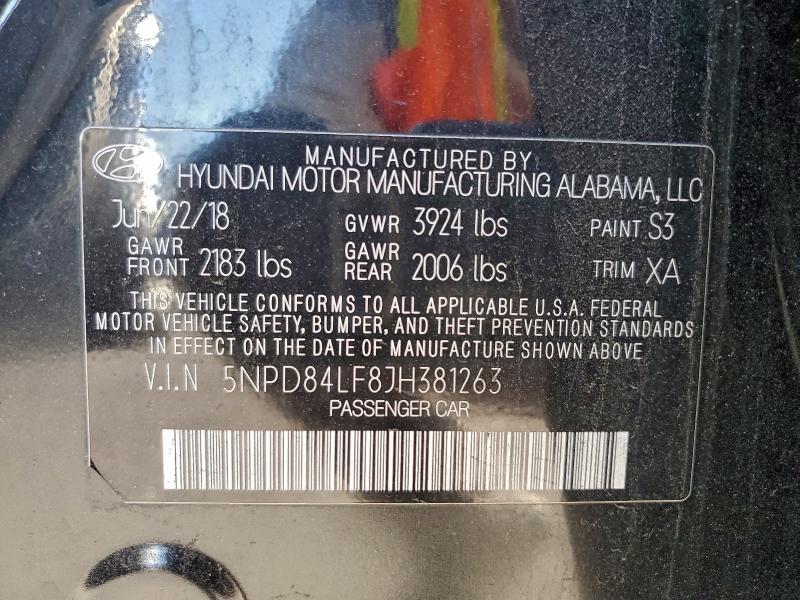 MANUFACTURED BY
HYUNDAI MOTOR MANUFACTURING ALABAMA, LLC
Jun/22/18 GVWR 3924 lbs PAINT S3
GAWR FRONT 2183 lbs GAWR REAR 2006 lbs TRIM XA
THIS VEHICLE CONFORMS TO ALL APPLICABLE U.S.A. FEDERAL
MOTOR VEHICLE SAFETY, BUMPER, AND THEFT PREVENTION STANDARDS
IN EFFECT ON THE DATE OF MANUFACTURE SHOWN ABOVE
V.I.N 5NPD84LF8JH381263
PASSENGER CAR